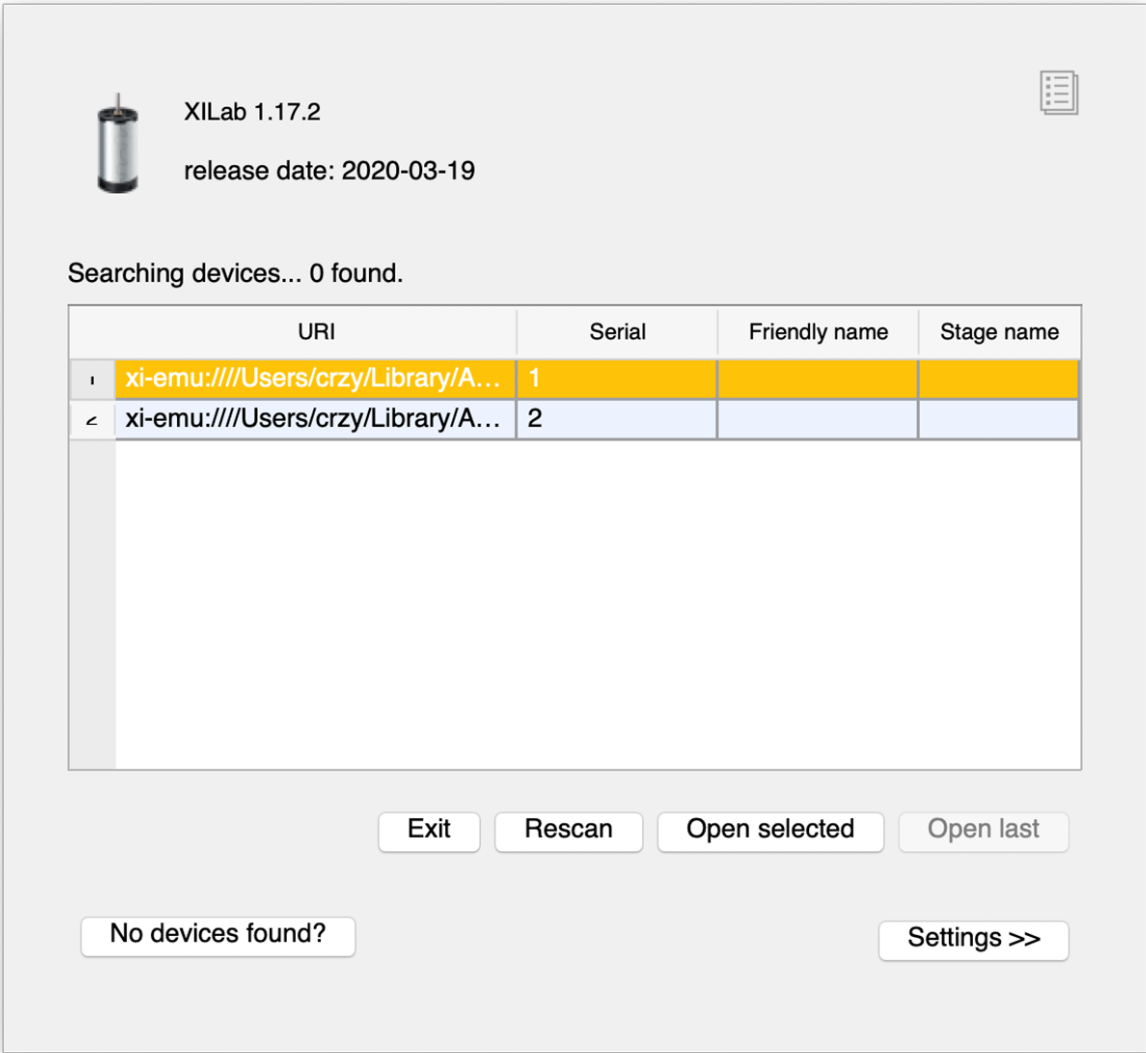 XILab 1.17.2
release date: 2020-03-19
Searching devices... 0 found.
URI Serial Friendly name Stage name
1 xi-emu:////Users/crzy/Library/A... 1
2 xi-emu:////Users/crzy/Library/A... 2
Exit Rescan Open selected Open last
No devices found? Settings >>